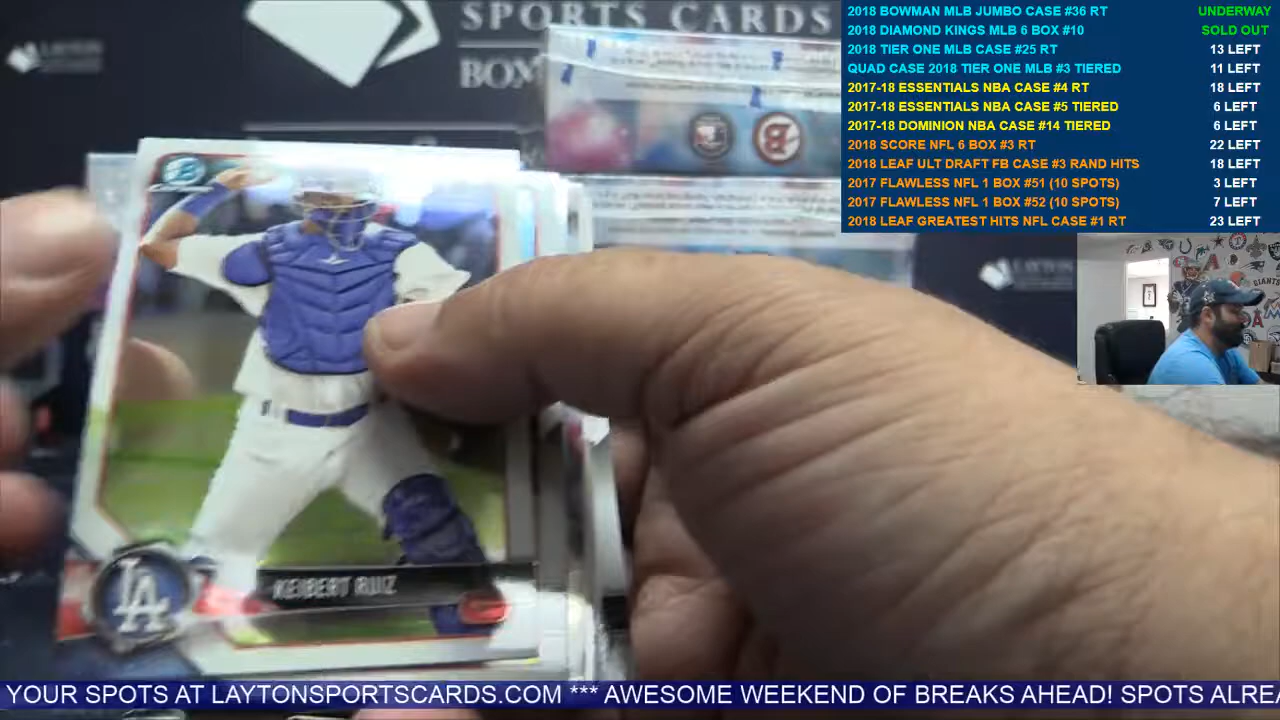 SPORTS CARDS
BOX
2018 BOWMAN MLB JUMBO CASE #36 RT UNDERWAY
2018 DIAMOND KINGS MLB 6 BOX #10 SOLD OUT
2018 TIER ONE MLB CASE #25 RT 13 LEFT
QUAD CASE 2018 TIER ONE MLB #3 TIERED 11 LEFT
2017-18 ESSENTIALS NBA CASE #4 RT 18 LEFT
2017-18 ESSENTIALS NBA CASE #5 TIERED 6 LEFT
2017-18 DOMINION NBA CASE #14 TIERED 6 LEFT
2018 SCORE NFL 6 BOX #3 RT 22 LEFT
2018 LEAF ULT DRAFT FB CASE #3 RAND HITS 18 LEFT
2017 FLAWLESS NFL 1 BOX #51 (10 SPOTS) 3 LEFT
2017 FLAWLESS NFL 1 BOX #52 (10 SPOTS) 7 LEFT
2018 LEAF GREATEST HITS NFL CASE #1 RT 23 LEFT
LAYTON
LAYTON
GIANTS
B
LA
KEIBERT RUIZ
YOUR SPOTS AT LAYTONSPORTSCARDS.COM *** AWESOME WEEKEND OF BREAKS AHEAD! SPOTS ALREA